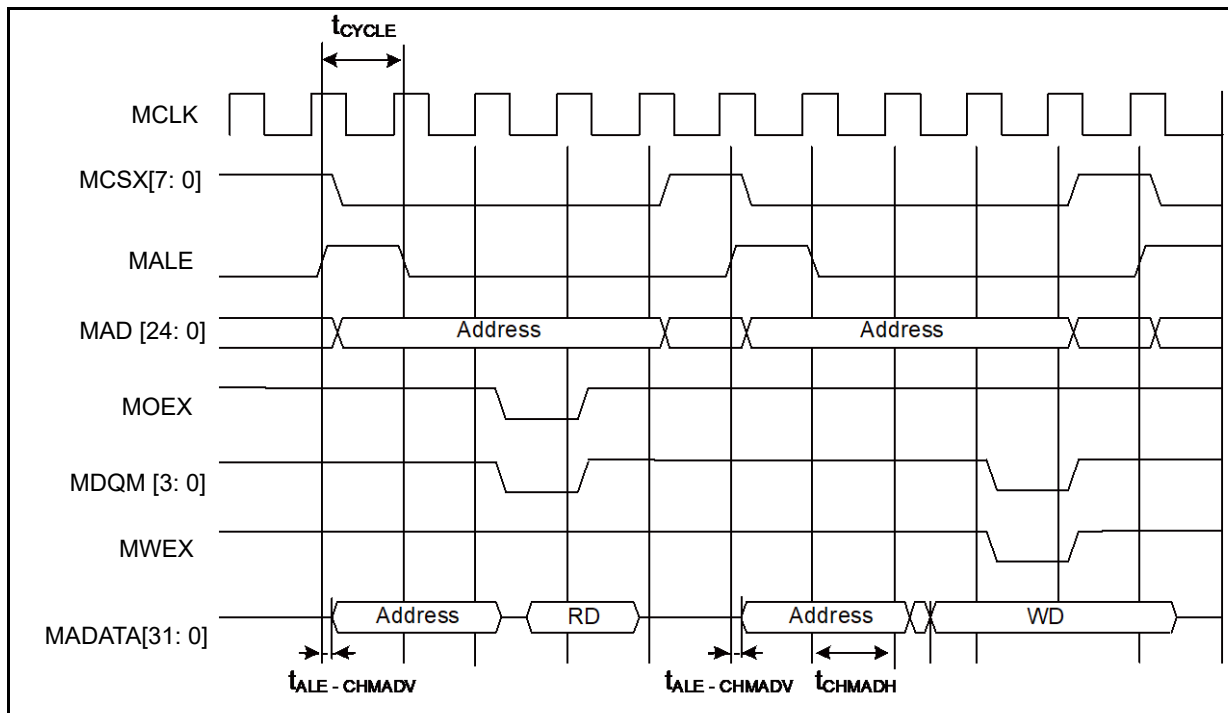 tCYCLE
MCLK
MCSX[7: 0]
MALE
MAD [24: 0]
Address
Address
MOEX
MDQM [3: 0]
MWEX
MADATA[31: 0]
Address
RD
Address
WD
tALE - CHMADV
tALE - CHMADV
tCHMADH